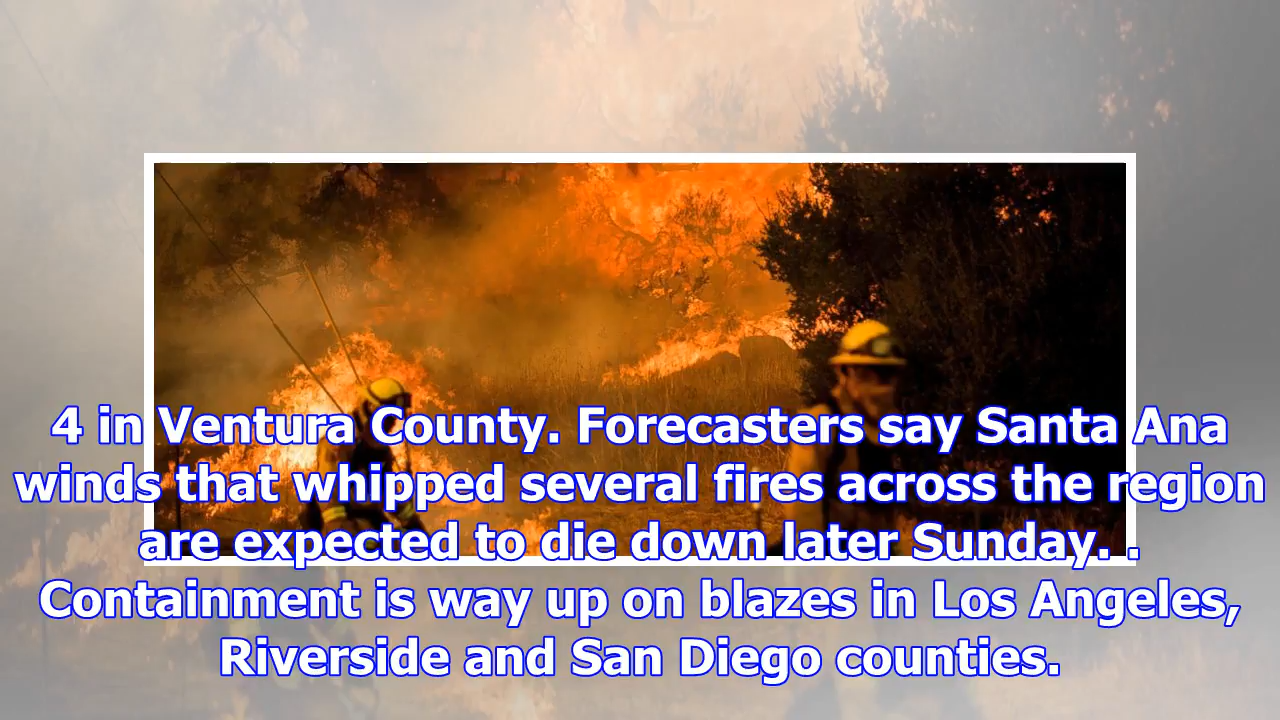 4 in Ventura County. Forecasters say Santa Ana
winds that whipped several fires across the region
are expected to die down later Sunday. .
Containment is way up on blazes in Los Angeles,
Riverside and San Diego counties.